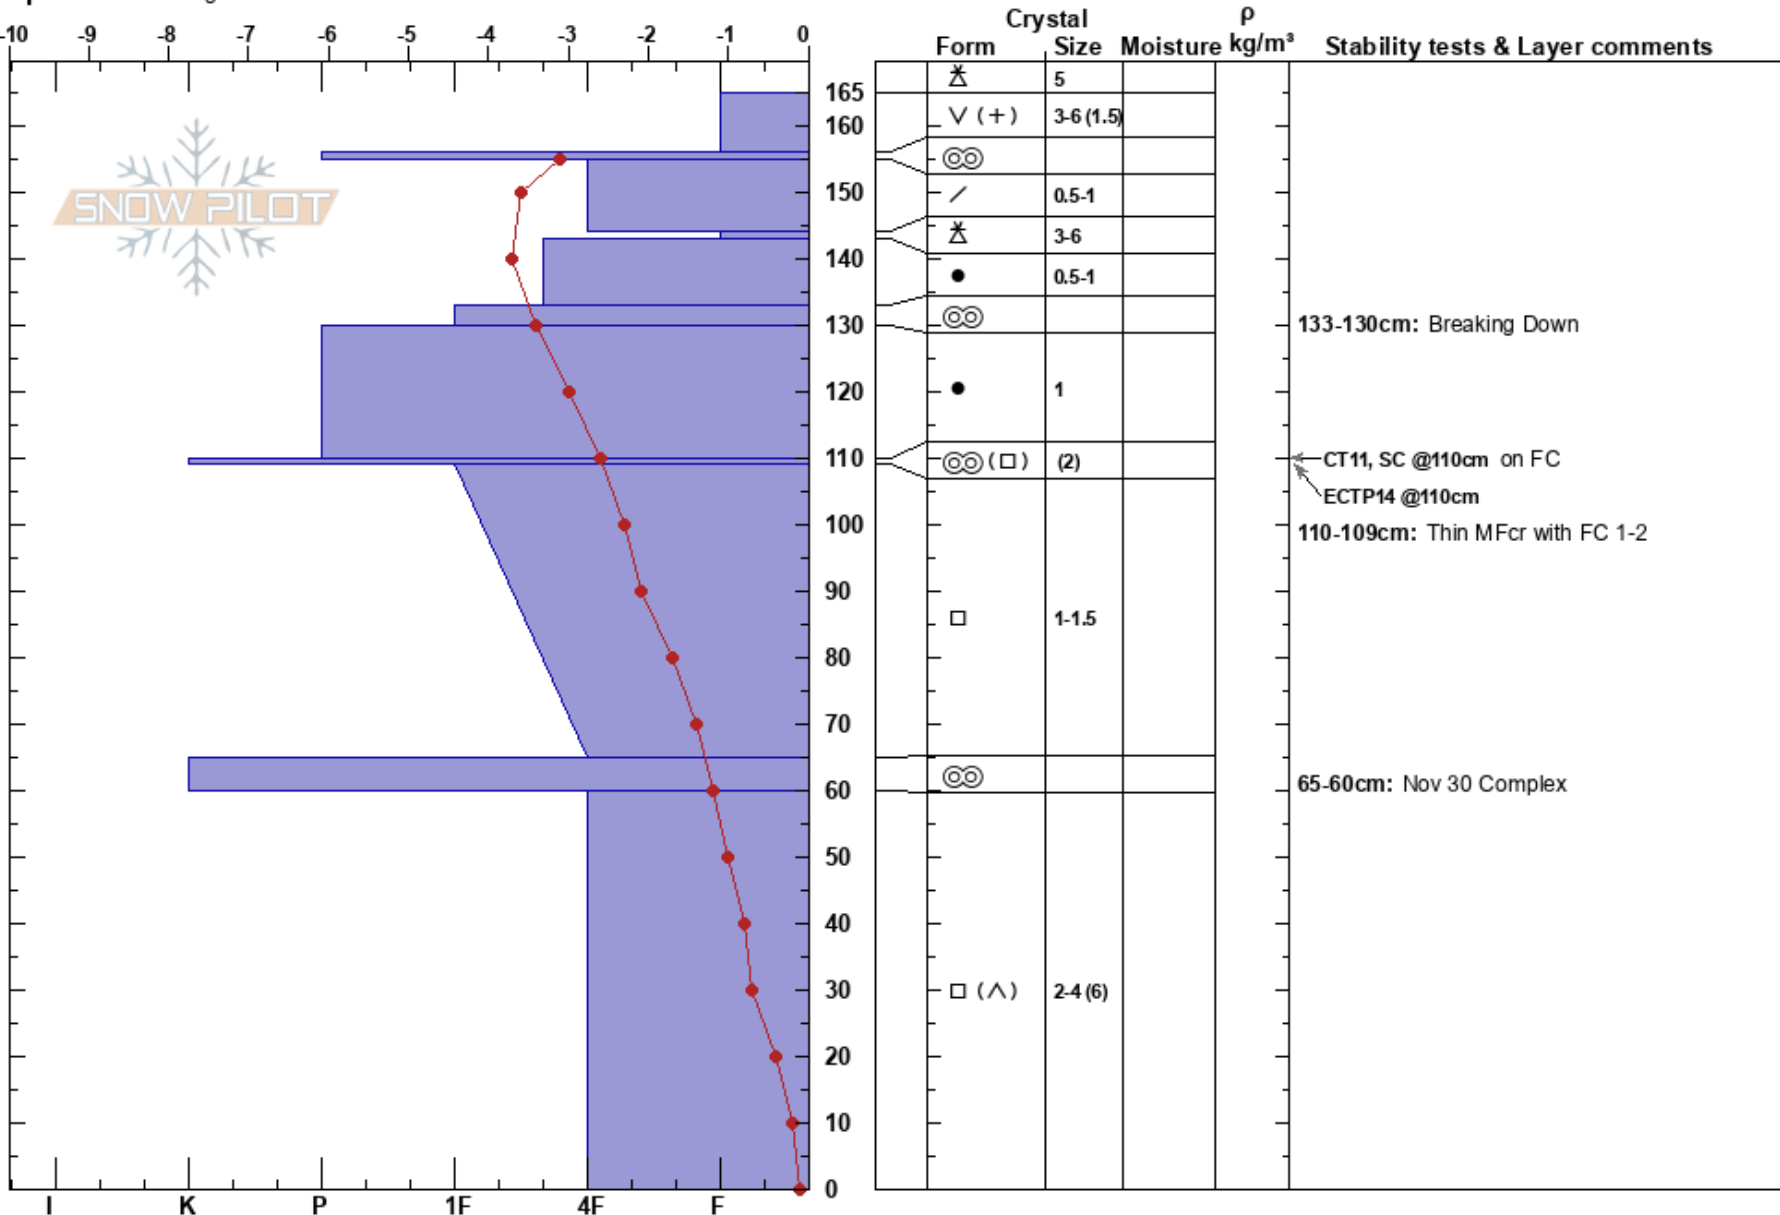 Crystal ρ
-10 -9 -8 -7 -6 -5 -4 -3 -2 -1 0 Form Size Moisture kg/m³ Stability tests & Layer comments
5
165
160 (+) 3-6 (1.5)
150 0.5-1
SNOW PILOT
3-6
140 0.5-1
130 133-130cm: Breaking Down
120 1
110 ( ) (2) CT11, SC @110cm on FC
ECTP14 @110cm
100 110-109cm: Thin MFcr with FC 1-2
90
1-1.5
80
70
60 65-60cm: Nov 30 Complex
50
40
30 ( ) 2-4 (6)
20
10
0
I K P 1F 4F F